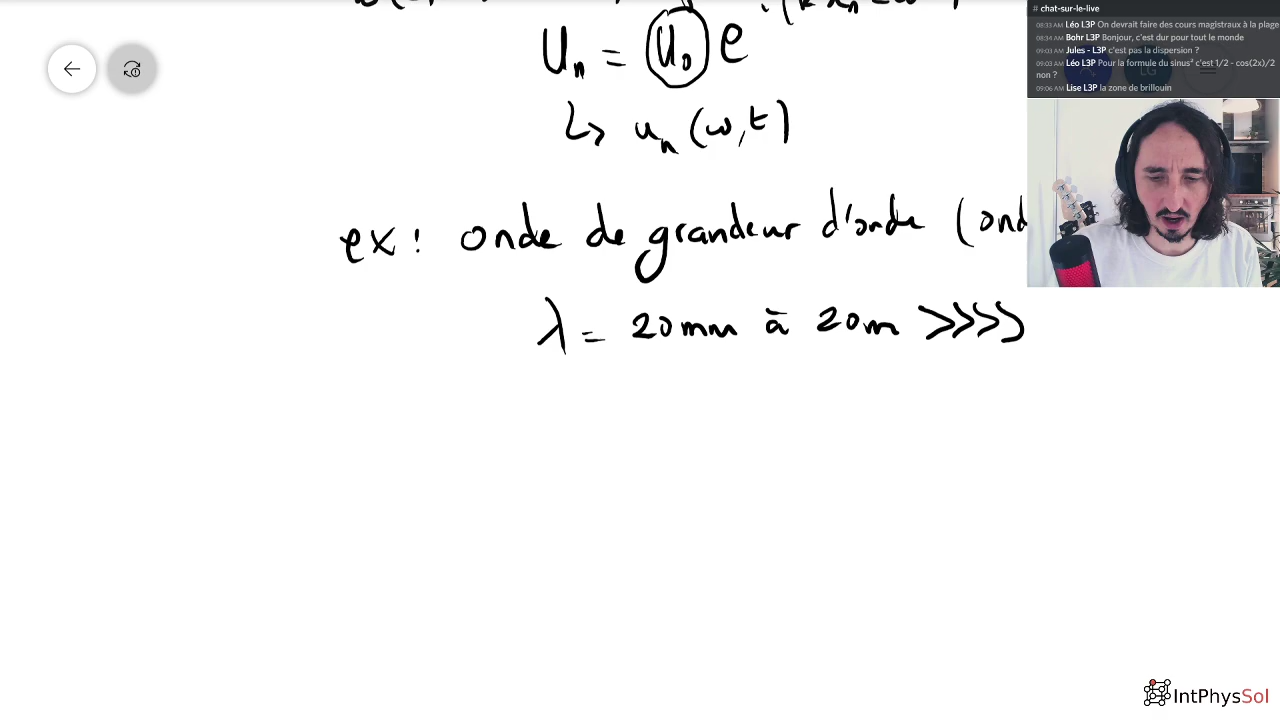 Uₙ = U₀ e
↳ uₙ (ω,t)
ex : onde de grandeur d'onde (ond
λ = 20mm à 20m >>>>
# chat-sur-le-live
08:33 AM Léo L3P On devrait faire des cours magistraux à la plage
08:34 AM Bohr L3P Bonjour, c'est dur pour tout le monde
09:03 AM Jules - L3P c'est pas la dispersion ?
09:03 AM Léo L3P Pour la formule du sinus² c'est 1/2 - cos(2x)/2
non ?
09:06 AM Lise L3P la zone de brillouin
LG
IntPhysSol